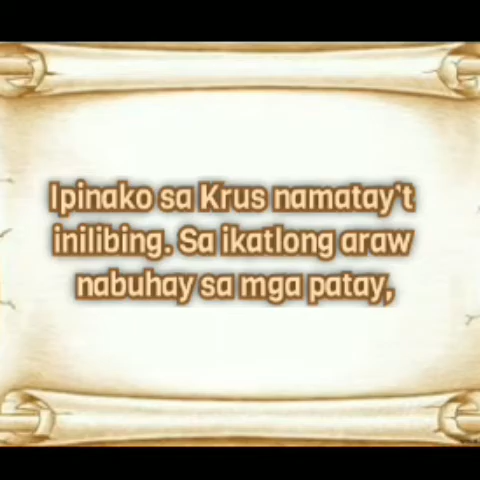 Ipinako sa Krus namatay't
inilibing. Sa ikatlong araw
nabuhay sa mga patay,